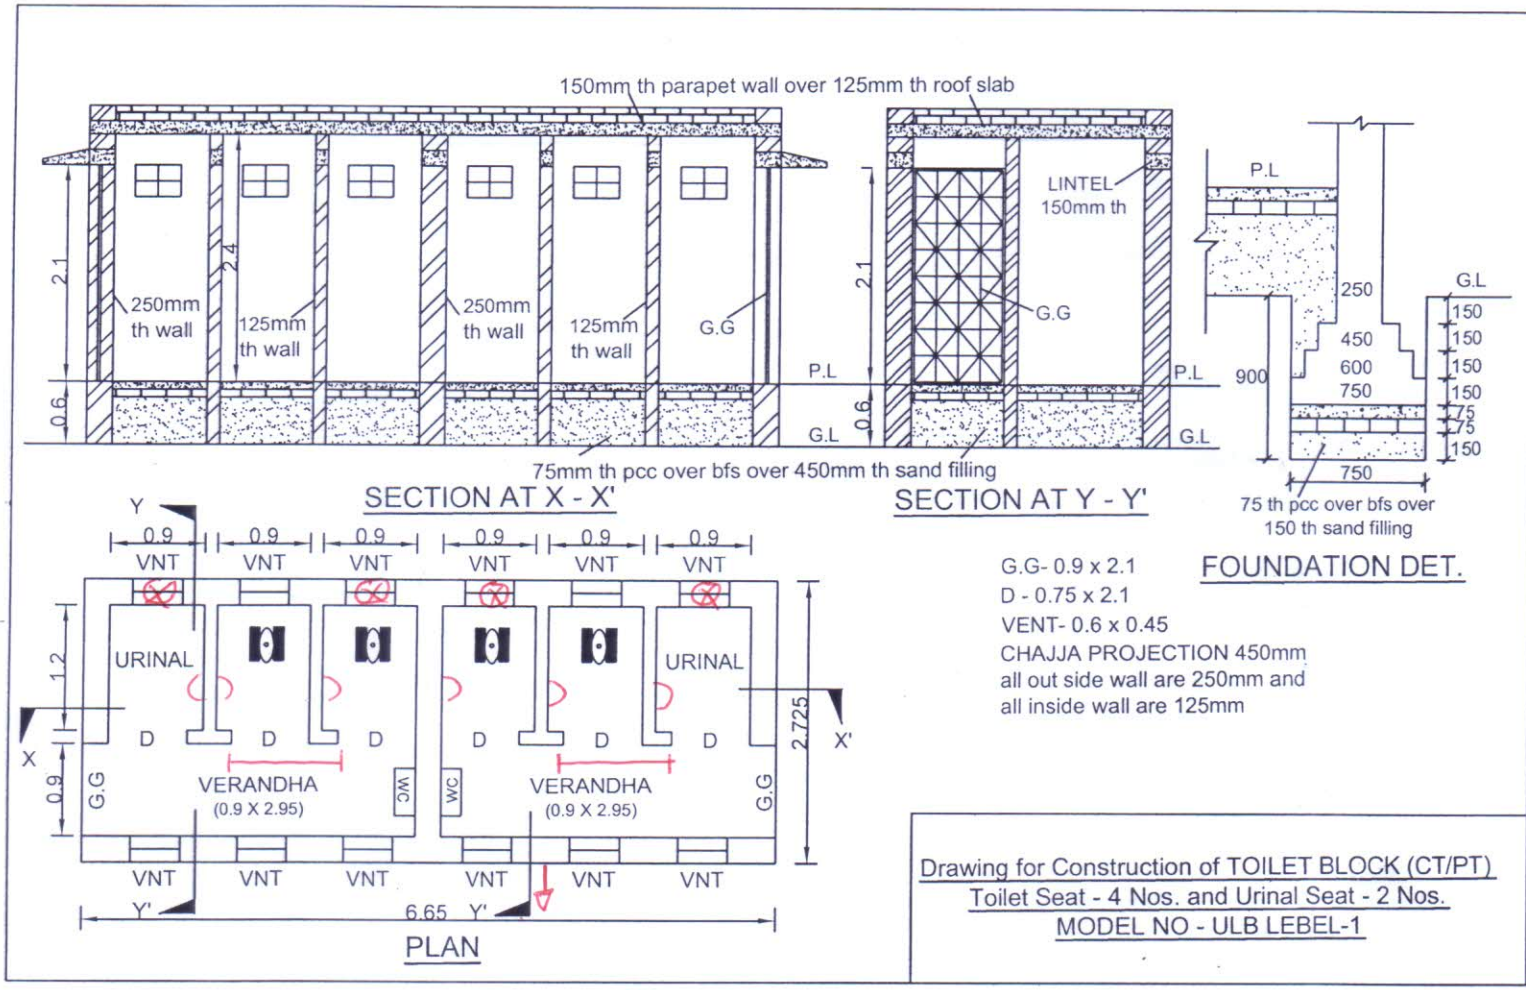 150mm th parapet wall over 125mm th roof slab
2.1
250mm
th wall
2.4
125mm
th wall
250mm
th wall
125mm
th wall
G.G
P.L
0.6
G.L
75mm th pcc over bfs over 450mm th sand filling
SECTION AT X - X'
LINTEL
150mm th
2.1
G.G
P.L
0.6
G.L
SECTION AT Y - Y'
P.L
G.L
250
450
600
750
900
150
150
150
150
75
75
150
750
75 th pcc over bfs over
150 th sand filling
FOUNDATION DET.
G.G- 0.9 x 2.1
D - 0.75 x 2.1
VENT- 0.6 x 0.45
CHAJJA PROJECTION 450mm
all out side wall are 250mm and
all inside wall are 125mm
Y
0.9 0.9 0.9 0.9 0.9 0.9
VNT VNT VNT VNT VNT VNT
1.2
URINAL URINAL
2.725
X X'
D D D D D D
0.9
G.G
VERANDHA
(0.9 X 2.95)
WC WC
VERANDHA
(0.9 X 2.95)
G.G
VNT VNT VNT VNT VNT VNT
Y' 6.65 Y'
PLAN
Drawing for Construction of TOILET BLOCK (CT/PT)
Toilet Seat - 4 Nos. and Urinal Seat - 2 Nos.
MODEL NO - ULB LEBEL-1